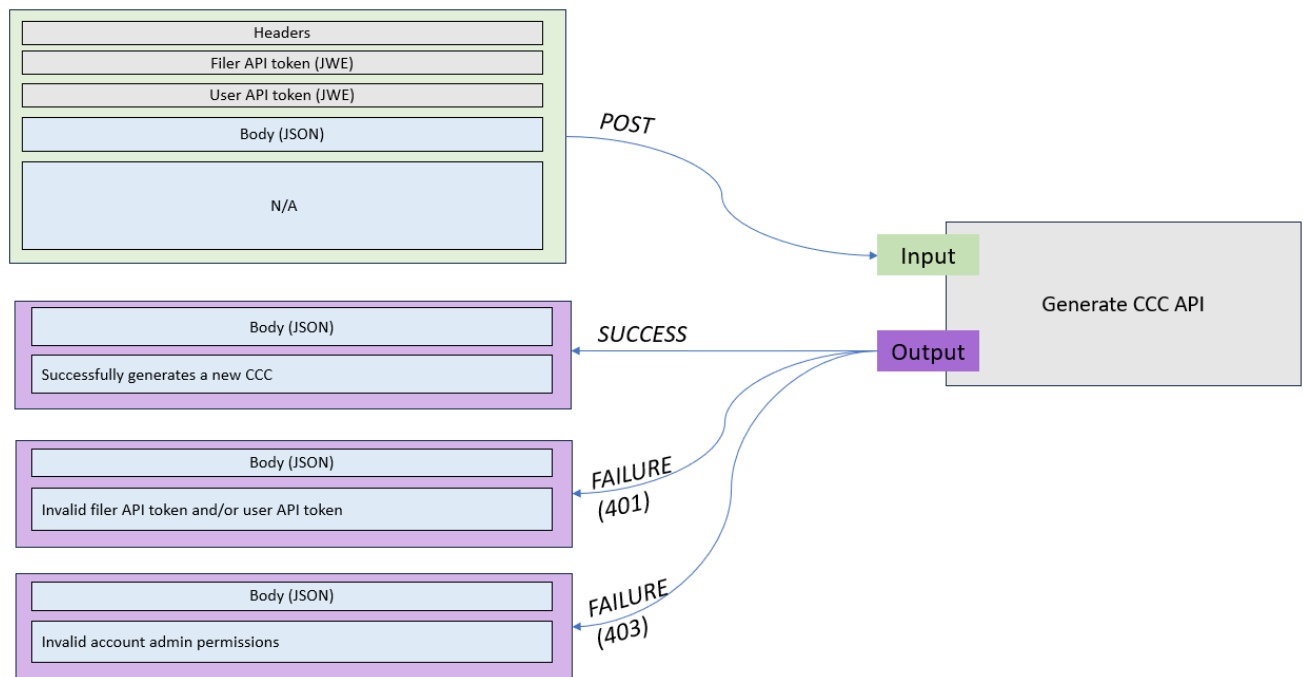 Headers
Filer API token (JWE)
User API token (JWE)
Body (JSON)
N/A
POST
Input
Generate CCC API
Output
SUCCESS
Body (JSON)
Successfully generates a new CCC
FAILURE
(401)
Body (JSON)
Invalid filer API token and/or user API token
FAILURE
(403)
Body (JSON)
Invalid account admin permissions